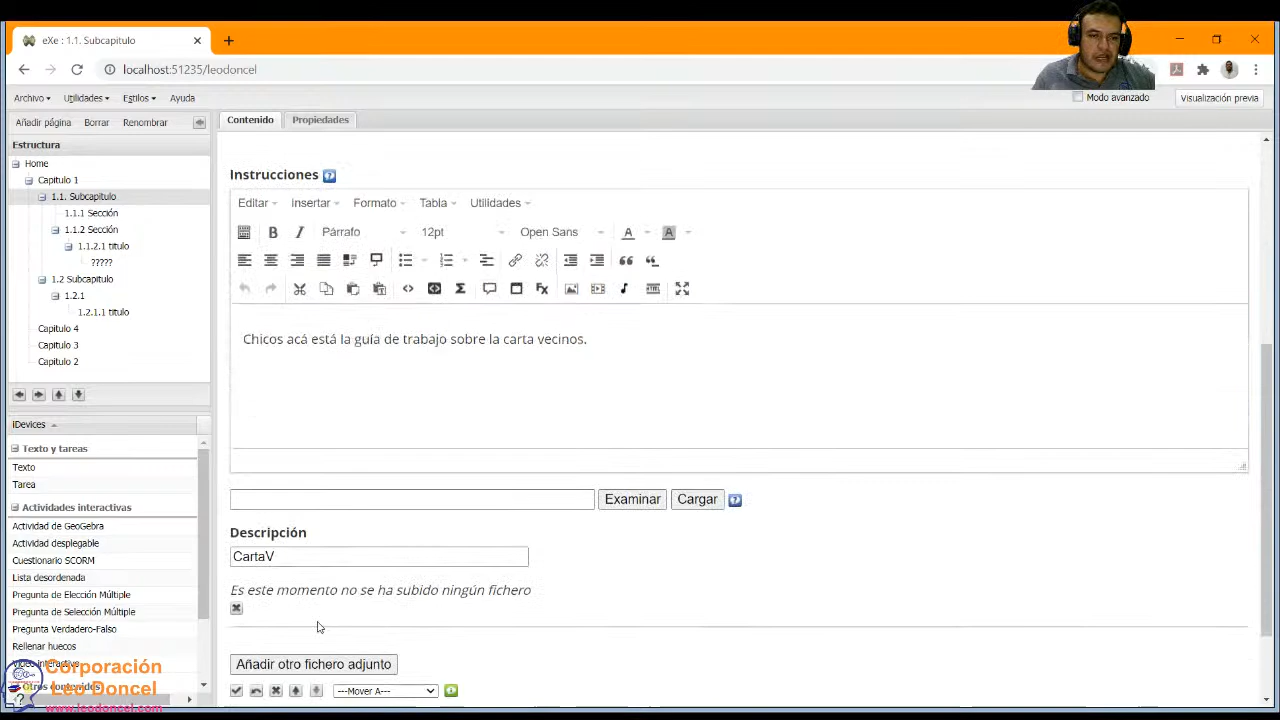 eXe : 1.1. Subcapitulo
localhost:51235/leodoncel
Archivo Utilidades Estilos Ayuda
Modo avanzado
Visualización previa
Añadir página Borrar Renombrar
Contenido Propiedades
Estructura
Home
Capitulo 1
1.1. Subcapitulo
1.1.1 Sección
1.1.2 Sección
1.1.2.1 titulo
?????
1.2 Subcapitulo
1.2.1
1.2.1.1 titulo
Capitulo 4
Capitulo 3
Capitulo 2
iDevices
Texto y tareas
Texto
Tarea
Actividades interactivas
Actividad de GeoGebra
Actividad desplegable
Cuestionario SCORM
Lista desordenada
Pregunta de Elección Múltiple
Pregunta de Selección Múltiple
Pregunta Verdadero-Falso
Rellenar huecos
Instrucciones
Editar Insertar Formato Tabla Utilidades
Párrafo 12pt Open Sans
Chicos acá está la guía de trabajo sobre la carta vecinos.
Examinar Cargar
Descripción
CartaV
Es este momento no se ha subido ningún fichero
Añadir otro fichero adjunto
---Mover A---
Corporación
Leo Doncel
www.leodoncel.com